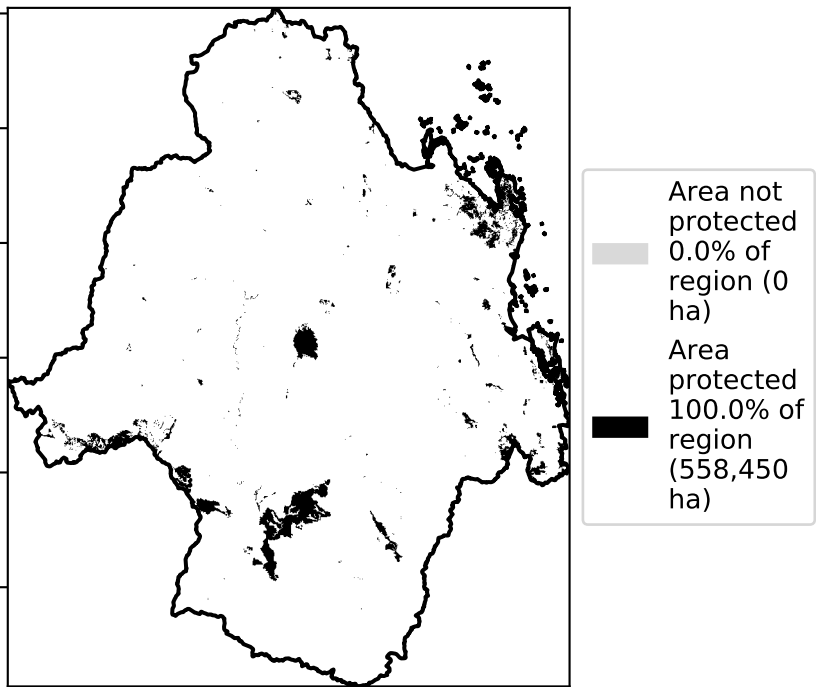 Area not
protected
0.0% of
region (0
ha)
Area
protected
100.0% of
region
(558,450
ha)